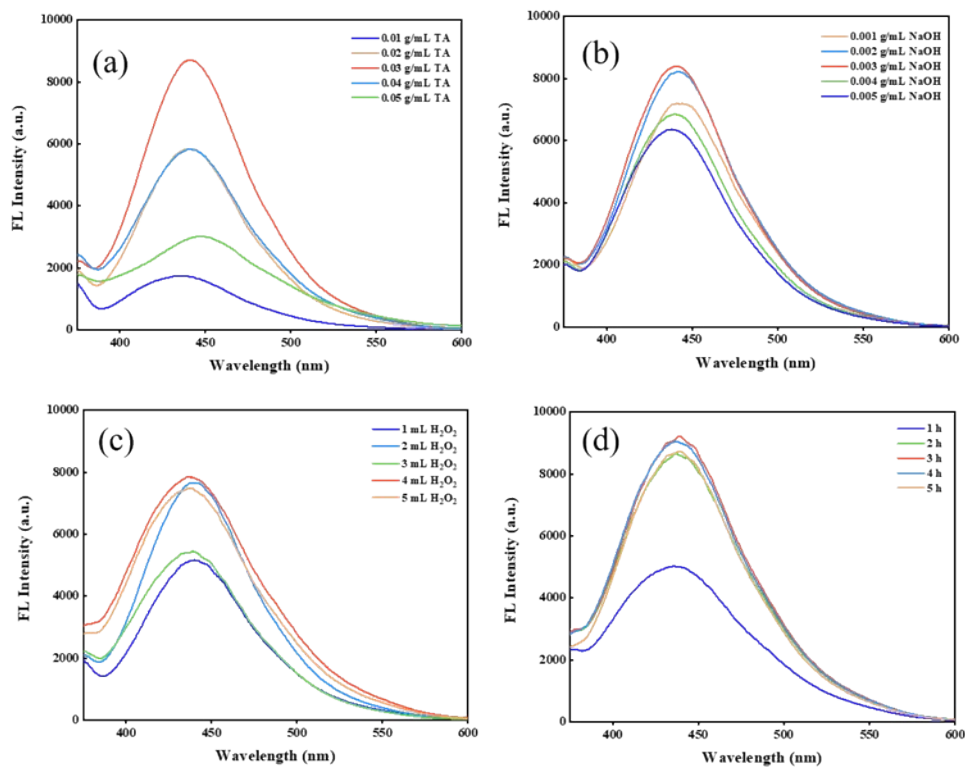 (a)
0.01 g/mL TA
0.02 g/mL TA
0.03 g/mL TA
0.04 g/mL TA
0.05 g/mL TA
10000
8000
6000
4000
2000
0
FL Intensity (a.u.)
400 450 500 550 600
Wavelength (nm)
(b)
0.001 g/mL NaOH
0.002 g/mL NaOH
0.003 g/mL NaOH
0.004 g/mL NaOH
0.005 g/mL NaOH
10000
8000
6000
4000
2000
0
FL Intensity (a.u.)
400 450 500 550 600
Wavelength (nm)
(c)
1 mL H₂O₂
2 mL H₂O₂
3 mL H₂O₂
4 mL H₂O₂
5 mL H₂O₂
10000
8000
6000
4000
2000
0
FL Intensity (a.u.)
400 450 500 550 600
Wavelength (nm)
(d)
1 h
2 h
3 h
4 h
5 h
10000
8000
6000
4000
2000
0
FL Intensity (a.u.)
400 450 500 550 600
Wavelength (nm)